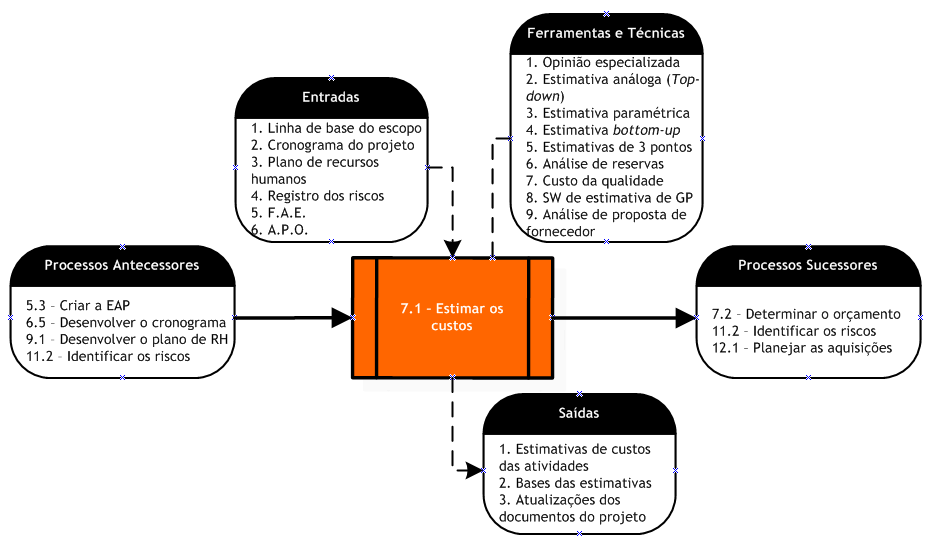 Ferramentas e Técnicas
1. Opinião especializada
2. Estimativa análoga (Top-
down)
3. Estimativa paramétrica
4. Estimativa bottom-up
5. Estimativas de 3 pontos
6. Análise de reservas
7. Custo da qualidade
8. SW de estimativa de GP
9. Análise de proposta de
fornecedor
Entradas
1. Linha de base do escopo
2. Cronograma do projeto
3. Plano de recursos
humanos
4. Registro dos riscos
5. F.A.E.
6. A.P.O.
Processos Antecessores
5.3 - Criar a EAP
6.5 - Desenvolver o cronograma
9.1 - Desenvolver o plano de RH
11.2 - Identificar os riscos
7.1 - Estimar os
custos
Processos Sucessores
7.2 - Determinar o orçamento
11.2 - Identificar os riscos
12.1 - Planejar as aquisições
Saídas
1. Estimativas de custos
das atividades
2. Bases das estimativas
3. Atualizações dos
documentos do projeto